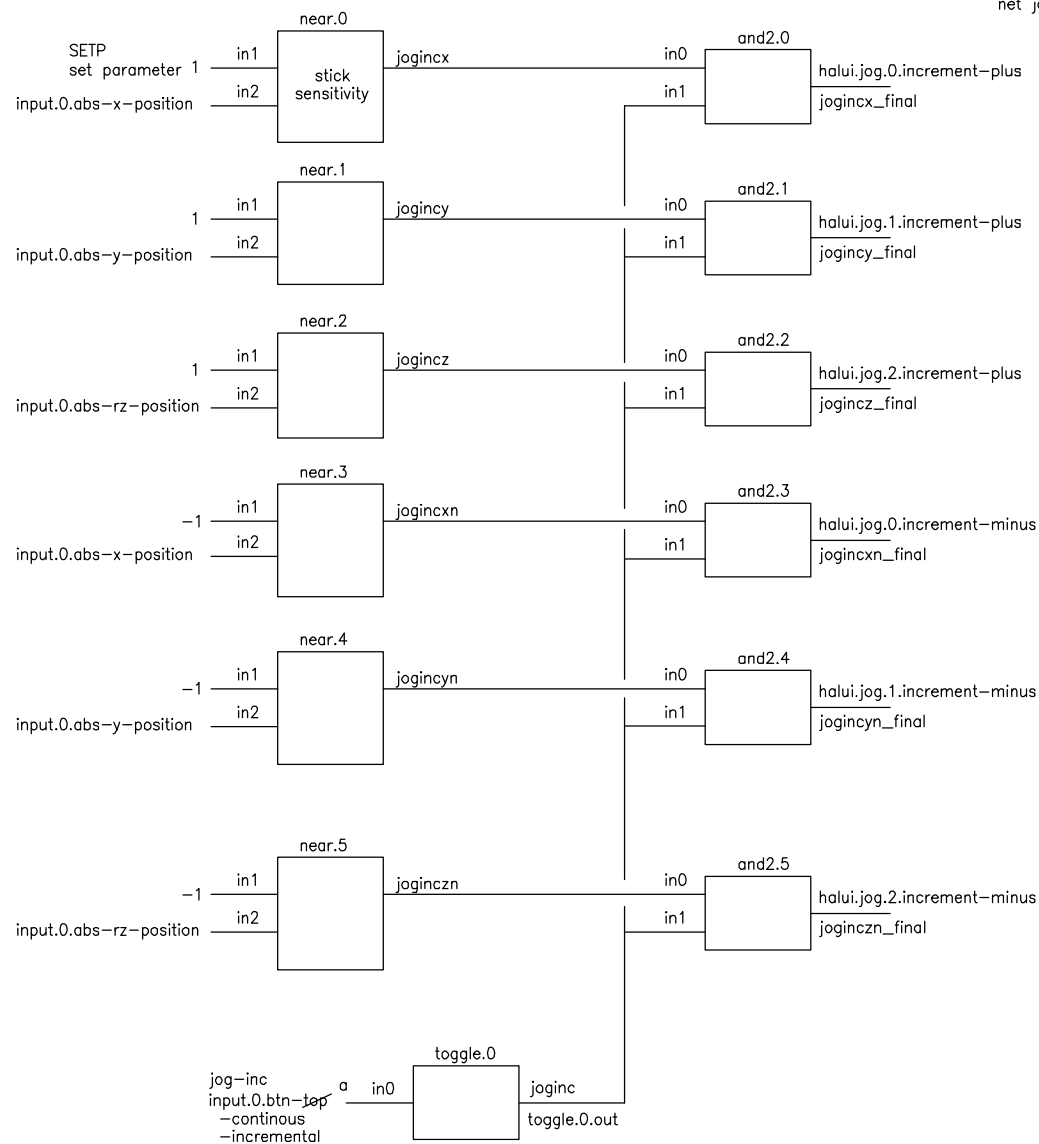 net jo
near.0
and2.0
SETP
set parameter 1
in1
jogincx
in0
halui.jog.0.increment-plus
stick
sensitivity
input.0.abs-x-position
in2
in1
jogincx_final
near.1
and2.1
1
in1
jogincy
in0
halui.jog.1.increment-plus
input.0.abs-y-position
in2
in1
jogincy_final
near.2
and2.2
1
in1
jogincz
in0
halui.jog.2.increment-plus
input.0.abs-rz-position
in2
in1
jogincz_final
near.3
and2.3
-1
in1
jogincxn
in0
halui.jog.0.increment-minus
input.0.abs-x-position
in2
in1
jogincxn_final
near.4
and2.4
-1
in1
jogincyn
in0
halui.jog.1.increment-minus
input.0.abs-y-position
in2
in1
jogincyn_final
near.5
and2.5
-1
in1
joginczn
in0
halui.jog.2.increment-minus
input.0.abs-rz-position
in2
in1
joginczn_final
toggle.0
jog-inc
input.0.btn-top a
-continous
-incremental
in0
joginc
toggle.0.out